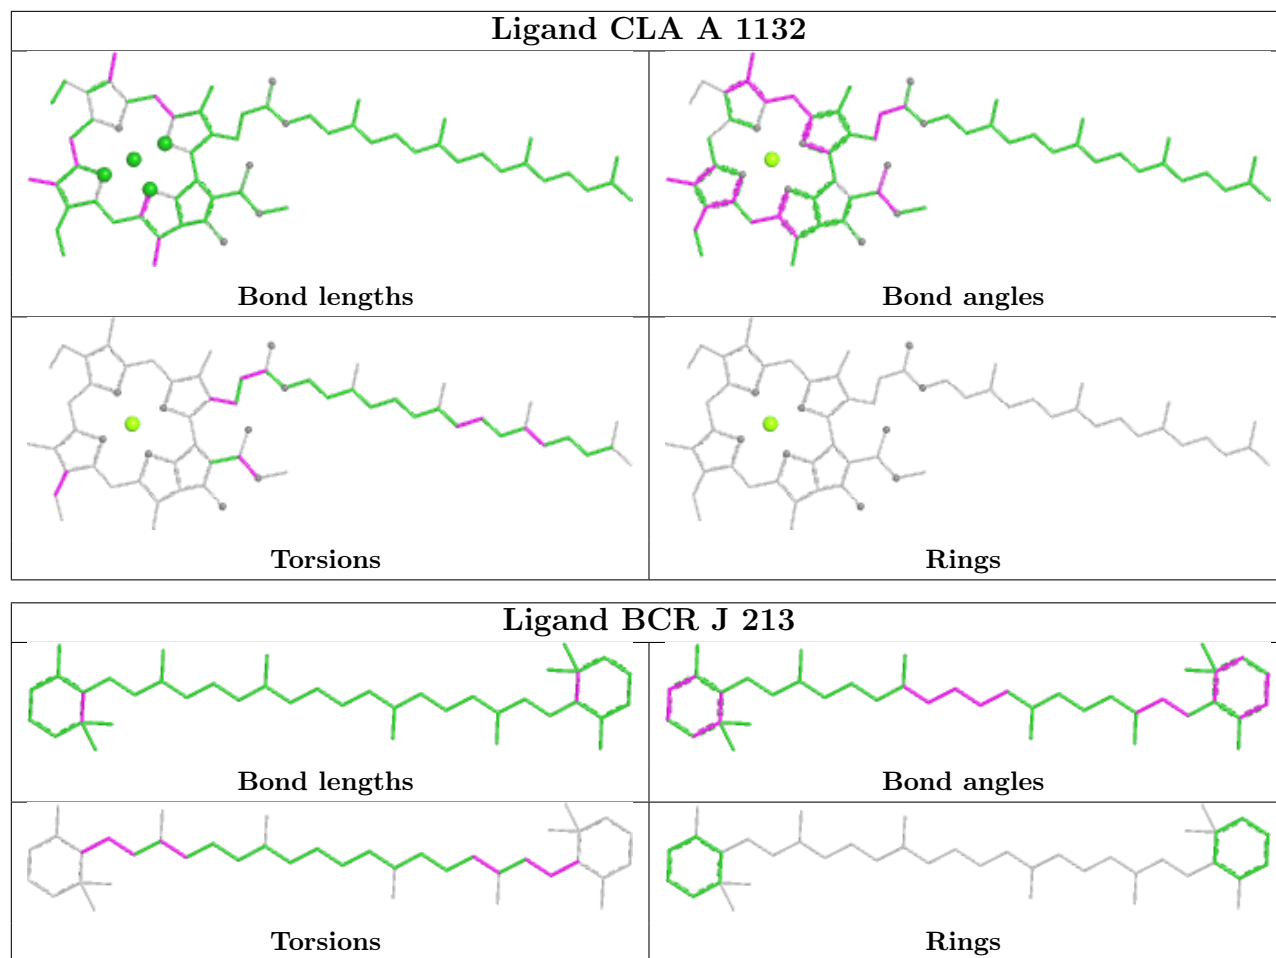 Ligand CLA A 1132
Bond lengths
Bond angles
Torsions
Rings
Ligand BCR J 213
Bond lengths
Bond angles
Torsions
Rings